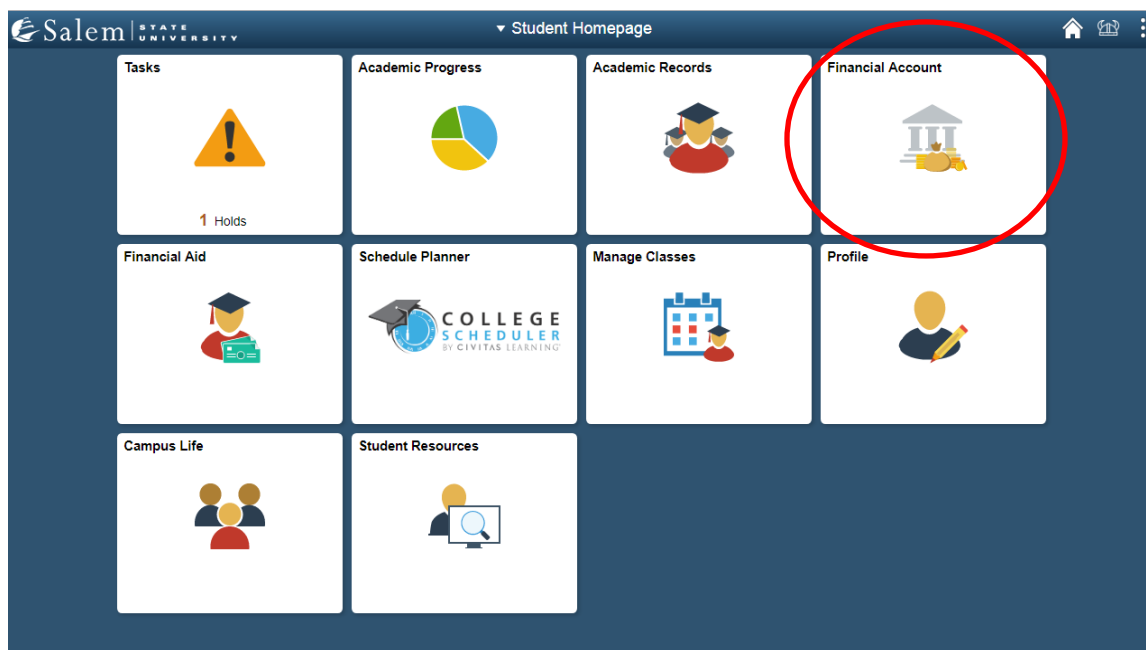 Salem STATE UNIVERSITY
Student Homepage
Tasks
Academic Progress
Academic Records
Financial Account
1 Holds
Financial Aid
Schedule Planner
Manage Classes
Profile
COLLEGE
SCHEDULER
BY CIVITAS LEARNING
Campus Life
Student Resources